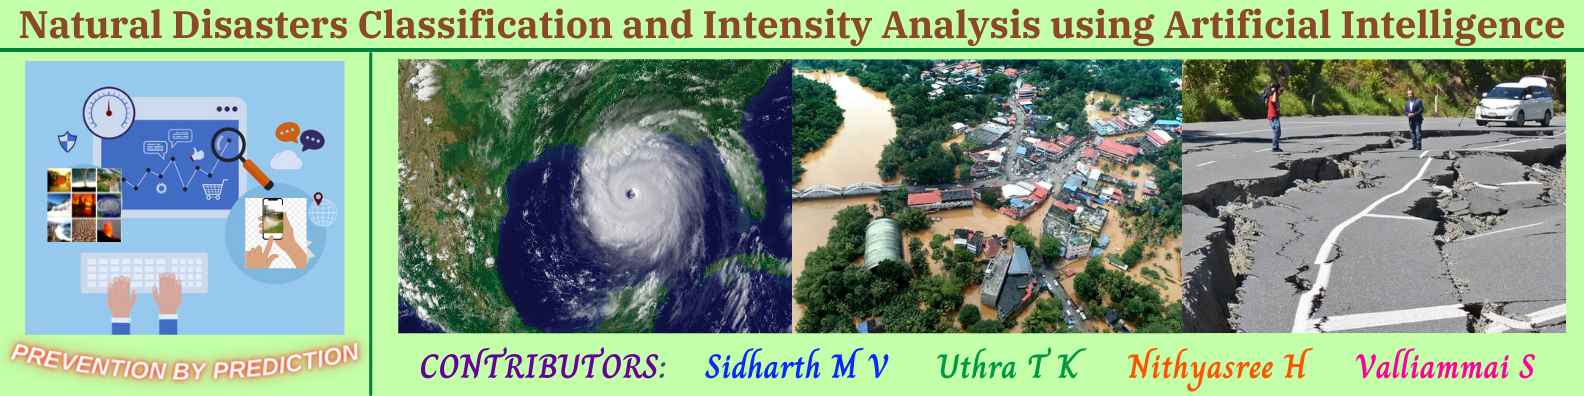 Natural Disasters Classification and Intensity Analysis using Artificial Intelligence
PREVENTION BY PREDICTION
CONTRIBUTORS: Sidharth M V Uthra T K Nithyasree H Valliammai S